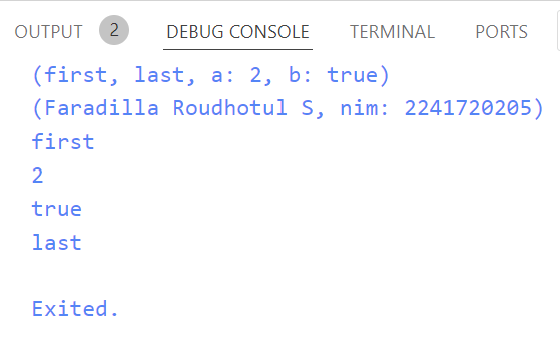 OUTPUT 2 DEBUG CONSOLE TERMINAL PORTS
(first, last, a: 2, b: true)
(Faradilla Roudhotul S, nim: 2241720205)
first
2
true
last
Exited.